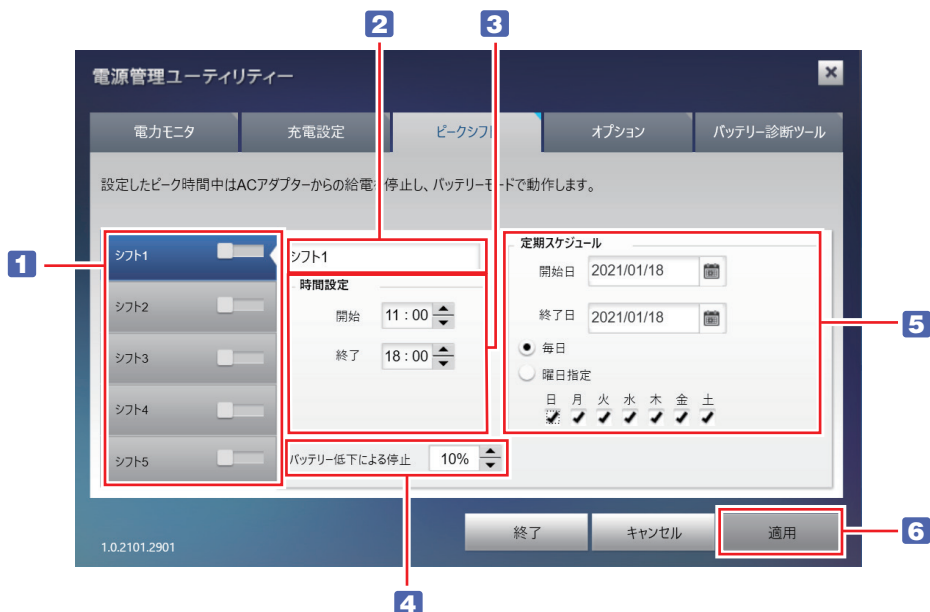 2 3
電源管理ユーティリティー
電力モニタ 充電設定 ピークシフト オプション バッテリー診断ツール
設定したピーク時間中はACアダプターからの給電を停止し、バッテリーモードで動作します。
1
シフト1
シフト2
シフト3
シフト4
シフト5
シフト1
時間設定
開始 11:00
終了 18:00
バッテリー低下による停止 10%
定期スケジュール
開始日 2021/01/18
終了日 2021/01/18
毎日
曜日指定
日 月 火 水 木 金 土
5
1.0.2101.2901
終了 キャンセル 適用
6
4